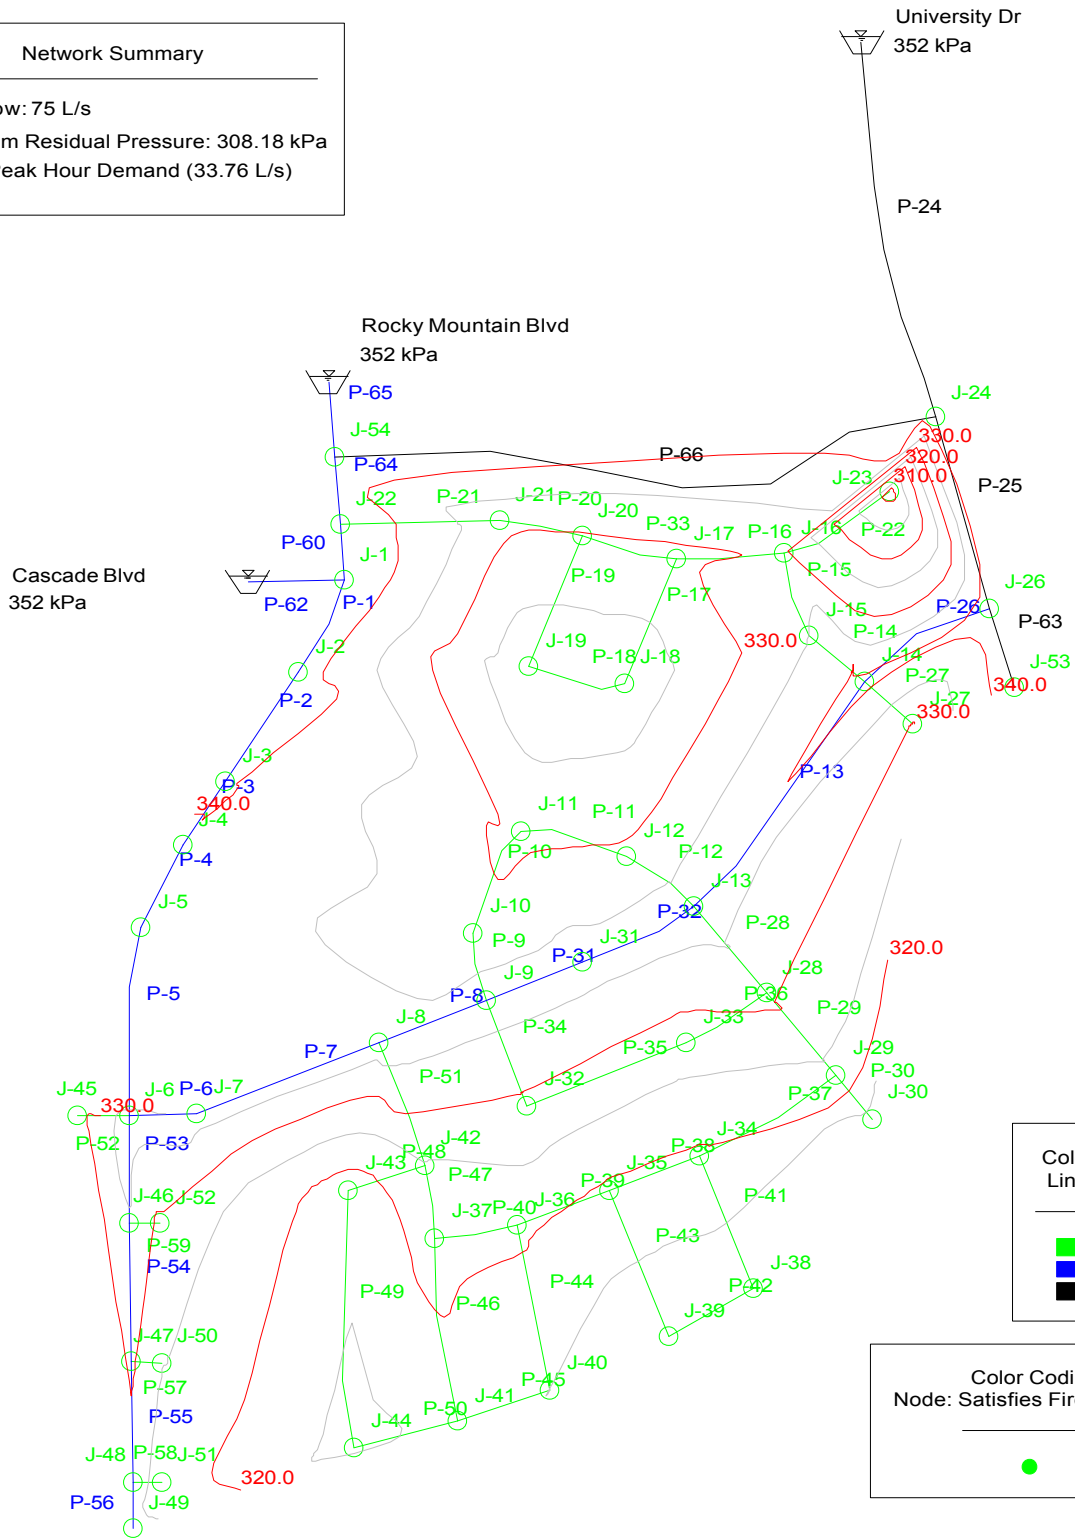 University Dr
352 kPa
Network Summary
ow: 75 L/s
m Residual Pressure: 308.18 kPa
Peak Hour Demand (33.76 L/s)
P-24
Rocky Mountain Blvd
352 kPa
P-65
J-24
J-54
330.0
P-64
P-66
320.0
J-23
310.0
P-25
J-22
P-21
J-21
P-20
J-20
P-33
J-17
P-16
J-16
P-22
P-60
J-1
P-15
Cascade Blvd
352 kPa
P-62
P-1
P-19
P-17
J-26
P-26
J-15
P-63
330.0
P-14
J-2
J-19
P-18
J-18
J-14
J-53
P-2
P-27
340.0
J-27
330.0
J-3
P-13
P-3
340.0
J-4
J-11
P-11
P-10
J-12
P-4
P-12
J-13
J-5
J-10
P-32
P-28
P-9
J-31
P-31
320.0
J-9
J-28
P-5
P-8
P-36
P-34
P-29
J-8
J-33
P-7
P-35
J-29
P-51
P-30
J-45
J-6
P-6
J-7
J-32
P-37
330.0
J-30
P-52
P-53
J-42
J-34
P-48
P-38
J-43
P-47
J-35
P-39
P-41
J-46
J-52
J-37
P-40
J-36
P-43
P-59
P-54
P-44
J-38
P-49
P-46
P-42
J-39
J-47
J-50
J-40
P-57
P-45
P-55
J-41
J-44
P-50
J-48
P-58
J-51
320.0
P-56
J-49
Col
Lin
Color Codi
Node: Satisfies Fir